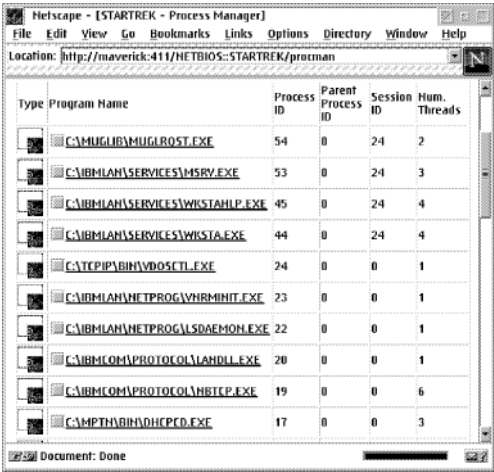 Netscape - [STARTREK - Process Manager]
File Edit View Go Bookmarks Links Options Directory Window Help
Location: http://maverick:411/NETBIOS::STARTREK/procman
N
Type Program Name Process ID Parent Process ID Session ID Num. Threads
C:\MUGLIB\MUGLRQST.EXE 54 0 24 2
C:\IBMLAN\SERVICES\MSRV.EXE 53 0 24 3
C:\IBMLAN\SERVICES\WKSTAHLP.EXE 45 0 24 4
C:\IBMLAN\SERVICES\WKSTA.EXE 44 0 24 4
C:\TCPIP\BIN\VDOSCTL.EXE 24 0 0 1
C:\IBMLAN\NETPROG\VNRMINIT.EXE 23 0 0 1
C:\IBMLAN\NETPROG\LSDAEMON.EXE 22 0 0 1
C:\IBMCOM\PROTOCOL\LANDLL.EXE 20 0 0 1
C:\IBMCOM\PROTOCOL\NBTCP.EXE 19 0 0 6
C:\MPTN\BIN\DHCPCD.EXE 17 0 0 3
Document: Done